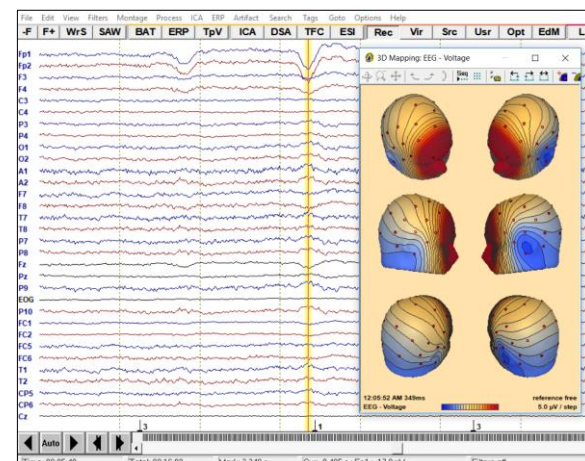 File Edit View Filters Montage Process ICA ERP Artifact Search Tags Goto Options Help
-F F+ WrS SAW BAT ERP TpV ICA DSA TFC ESI Rec Vir Src Usr Opt EdM L
Fp1
Fp2
F3
F4
C3
C4
P3
P4
O1
O2
A1
A2
F7
F8
T7
T8
P7
P8
Fz
Pz
P9
EOG
P10
FC1
FC2
FC5
FC6
T1
T2
CP5
CP6
Cz
3D Mapping: EEG - Voltage
Seq
12:05:52 AM 349ms reference free
EEG - Voltage 5.0 µV / step
3 1 3
Auto